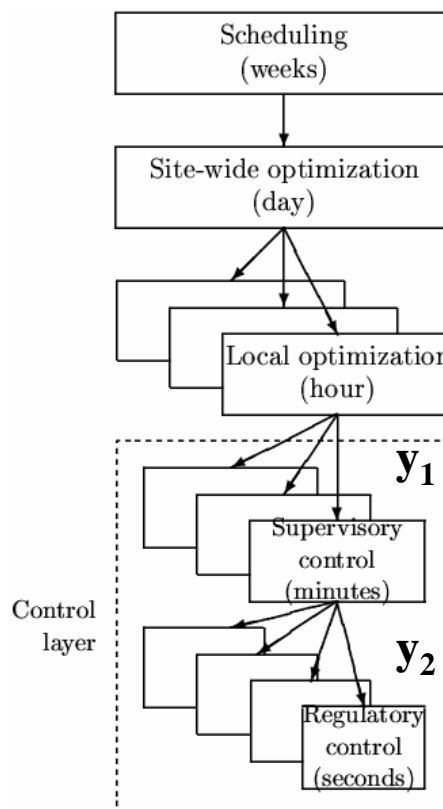 Scheduling
(weeks)
Site-wide optimization
(day)
Local optimization
(hour)
y1
Supervisory
control
(minutes)
Control
layer
y2
Regulatory
control
(seconds)